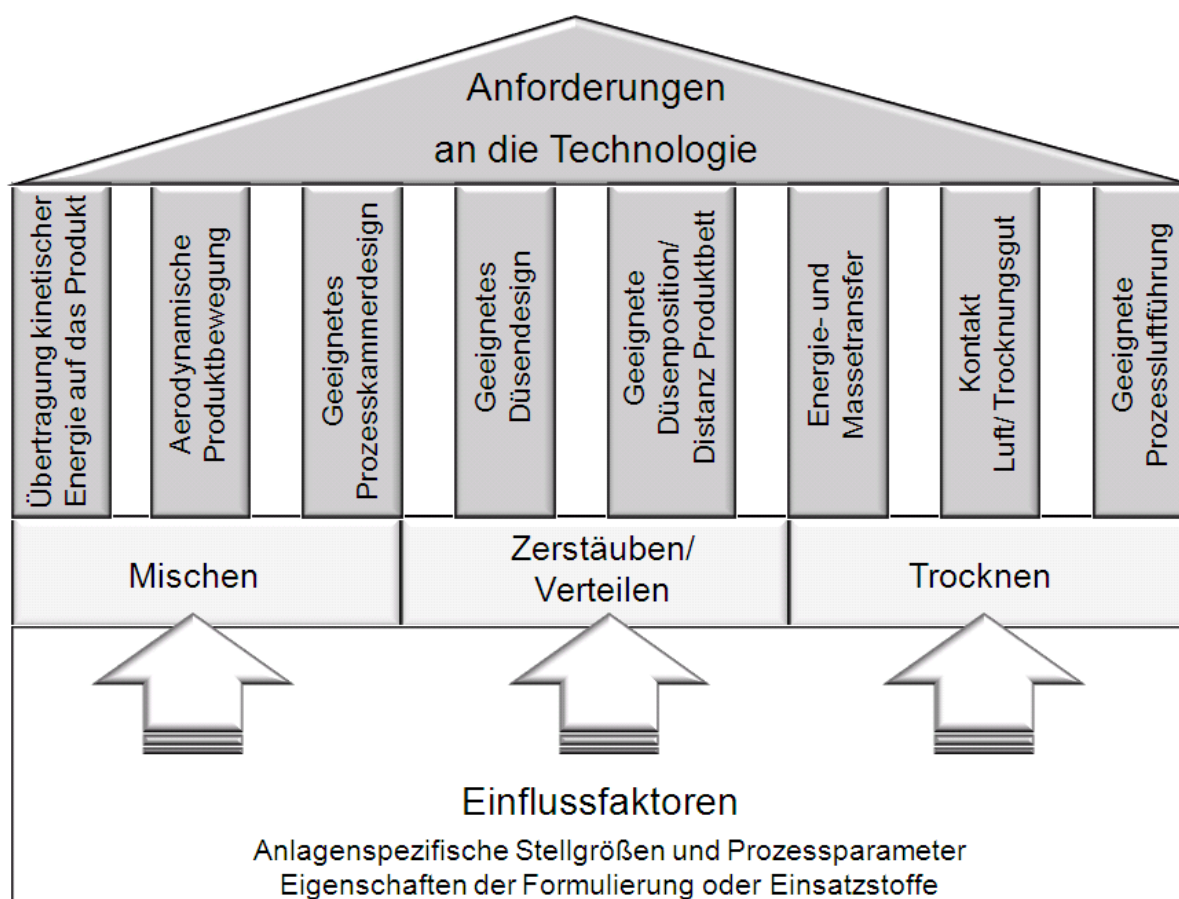 Anforderungen
an die Technologie
Übertragung kinetischer
Energie auf das Produkt
Aerodynamische
Produktbewegung
Geeignetes
Prozesskammerdesign
Geeignetes
Düsendesign
Geeignete
Düsenposition/
Distanz Produktbett
Energie- und
Massetransfer
Kontakt
Luft/ Trocknungsgut
Geeignete
Prozessluftführung
Mischen
Zerstäuben/
Verteilen
Trocknen
Einflussfaktoren
Anlagenspezifische Stellgrößen und Prozessparameter
Eigenschaften der Formulierung oder Einsatzstoffe